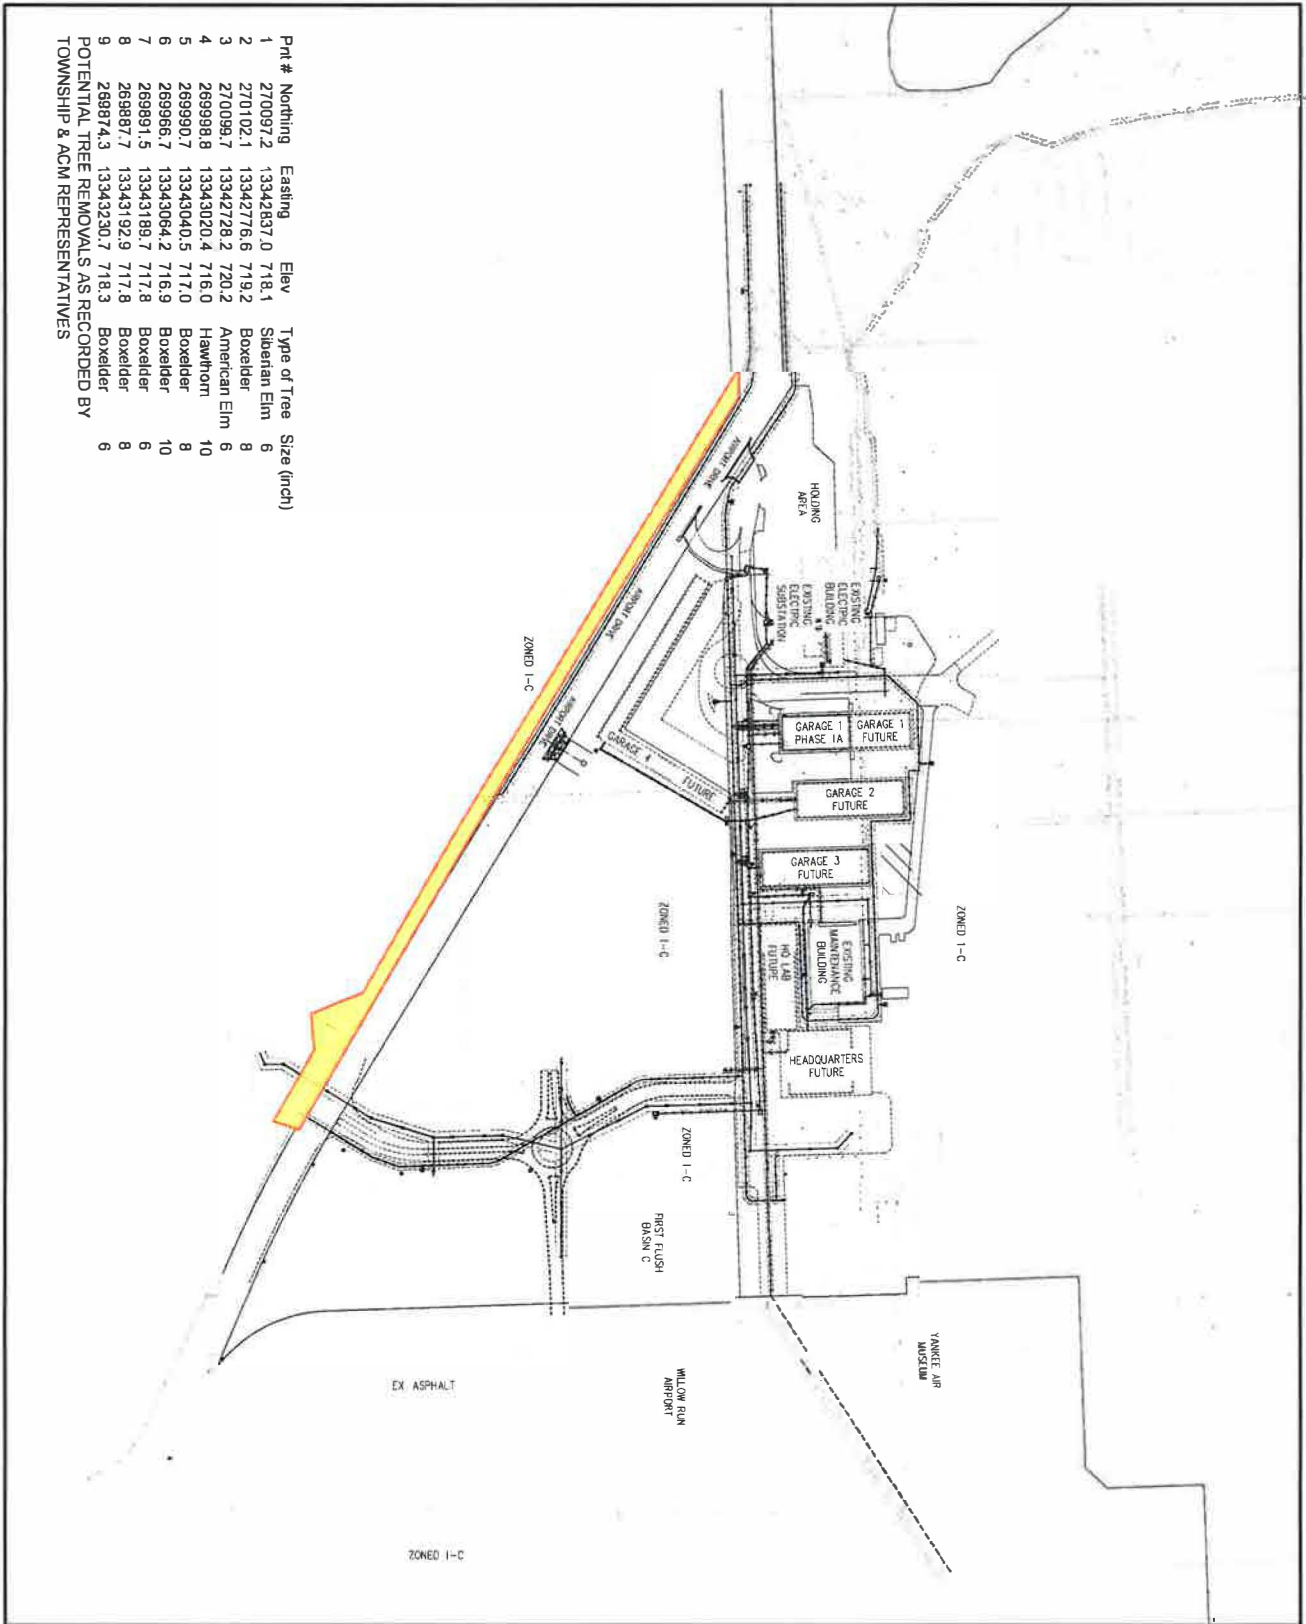 Pnt # Northing Easting Elev Type of Tree Size (inch)
1 270097.2 13342837.0 718.1 Siberian Elm 6
2 270102.1 13342776.6 719.2 Boxelder 8
3 270099.7 13342728.2 720.2 American Elm 6
4 269998.8 13343020.4 716.0 Hawthorn 10
5 269990.7 13343040.5 717.0 Boxelder 8
6 269966.7 13343064.2 716.9 Boxelder 10
7 269891.5 13343189.7 717.8 Boxelder 6
8 269887.7 13343192.9 717.8 Boxelder 8
9 269874.3 13343230.7 718.3 Boxelder 6
POTENTIAL TREE REMOVALS AS RECORDED BY
TOWNSHIP & ACM REPRESENTATIVES
AIRPORT DRIVE
HOLDING
AREA
AIRPORT DRIVE
EXISTING
ELECTRIC
BUILDING
EXISTING
ELECTRIC
SUBSTATION
ZONED I-C
AIRPORT DRIVE
GARAGE 1
PHASE 1A
GARAGE 1
FUTURE
GARAGE 4
FUTURE
GARAGE 2
FUTURE
GARAGE 3
FUTURE
ZONED I-C
ZONED I-C
EXISTING
MAINTENANCE
BUILDING
HQ LAB
FUTURE
HEADQUARTERS
FUTURE
ZONED I-C
FIRST FLUSH
BASIN C
YANKEE AIR
MUSEUM
WILLOW RUN
AIRPORT
EX ASPHALT
ZONED I-C